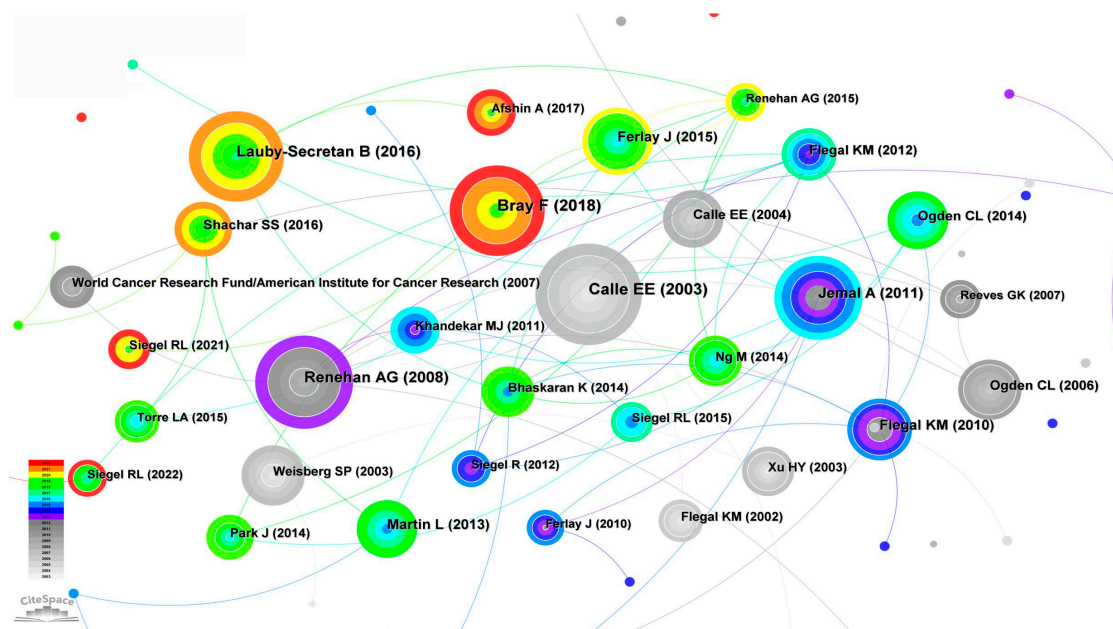 Afshin A (2017)
Renehan AG (2015)
Lauby-Secretan B (2016)
Ferlay J (2015)
Flegal KM (2012)
Bray F (2018)
Calle EE (2004)
Ogden CL (2014)
Shachar SS (2016)
World Cancer Research Fund/American Institute for Cancer Research (2007)
Calle EE (2003)
Jemal A (2011)
Reeves GK (2007)
Khandekar MJ (2011)
Siegel RL (2021)
Ng M (2014)
Renehan AG (2008)
Bhaskaran K (2014)
Ogden CL (2006)
Torre LA (2015)
Siegel RL (2015)
Flegal KM (2010)
Siegel RL (2022)
Weisberg SP (2003)
Siegel R (2012)
Xu HY (2003)
Flegal KM (2002)
Park J (2014)
Martin L (2013)
Ferlay J (2010)
CiteSpace